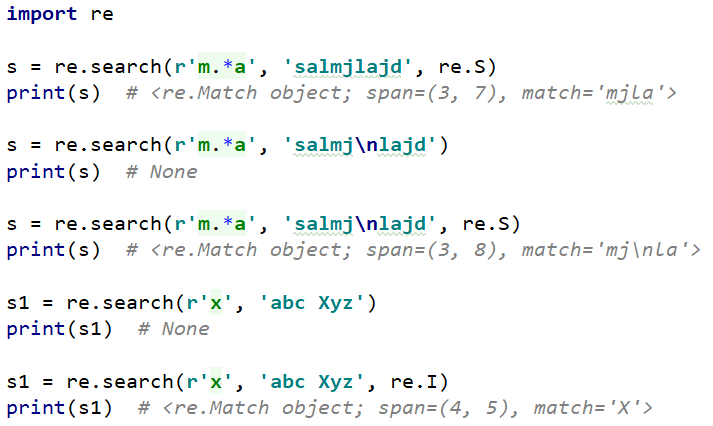 import re
s = re.search(r'm.*a', 'salmjlajd', re.S)
print(s)  # <re.Match object; span=(3, 7), match='mjla'>
s = re.search(r'm.*a', 'salmj\nlajd')
print(s)  # None
s = re.search(r'm.*a', 'salmj\nlajd', re.S)
print(s)  # <re.Match object; span=(3, 8), match='mj\nla'>
s1 = re.search(r'x', 'abc Xyz')
print(s1)  # None
s1 = re.search(r'x', 'abc Xyz', re.I)
print(s1)  # <re.Match object; span=(4, 5), match='X'>